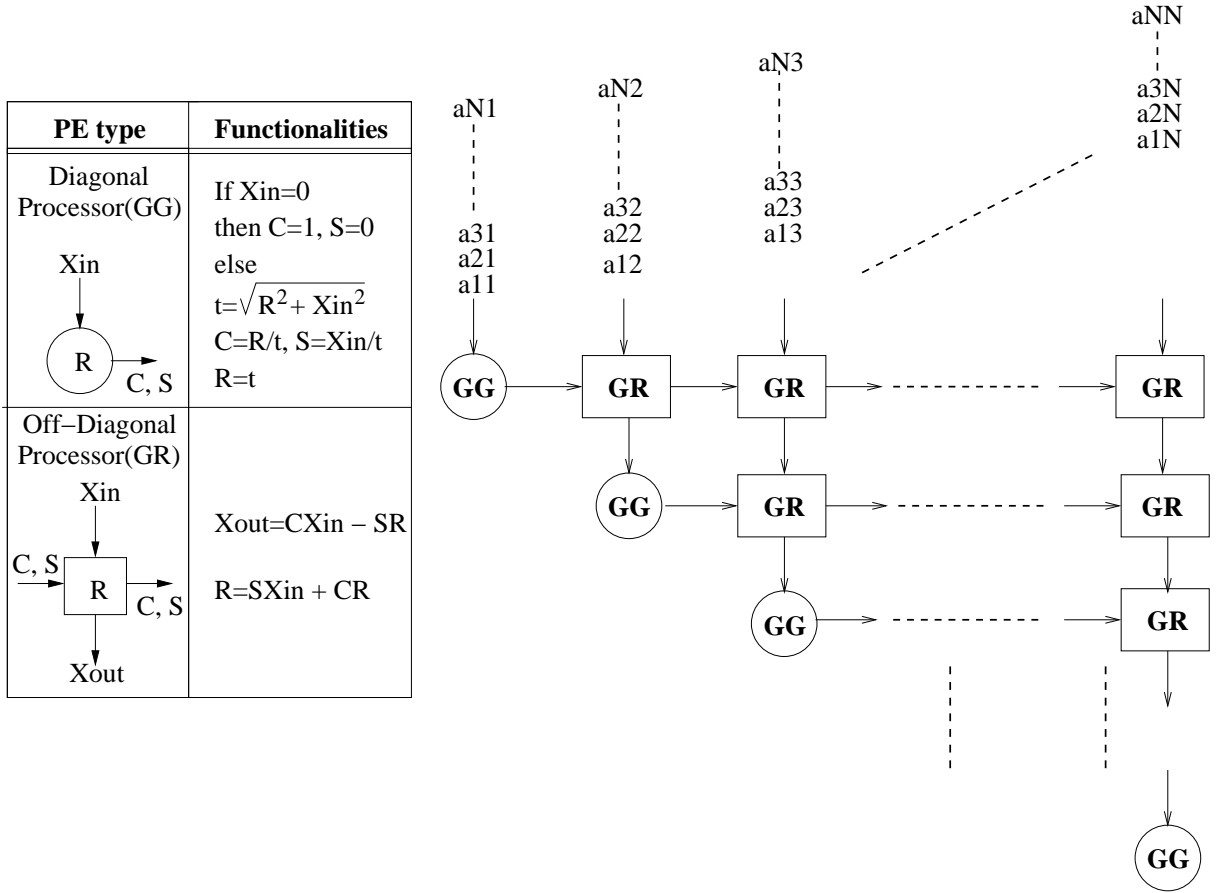 PE type
Functionalities
Diagonal
Processor(GG)
Xin
R
C, S
If Xin=0
then C=1, S=0
else
t=√R² + Xin²
C=R/t, S=Xin/t
R=t
Off−Diagonal
Processor(GR)
Xin
C, S
R
C, S
Xout
Xout=CXin − SR
R=SXin + CR
aN1
a31
a21
a11
aN2
a32
a22
a12
aN3
a33
a23
a13
aNN
a3N
a2N
a1N
GG GR GR GR
GG GR GR
GG GR
GG